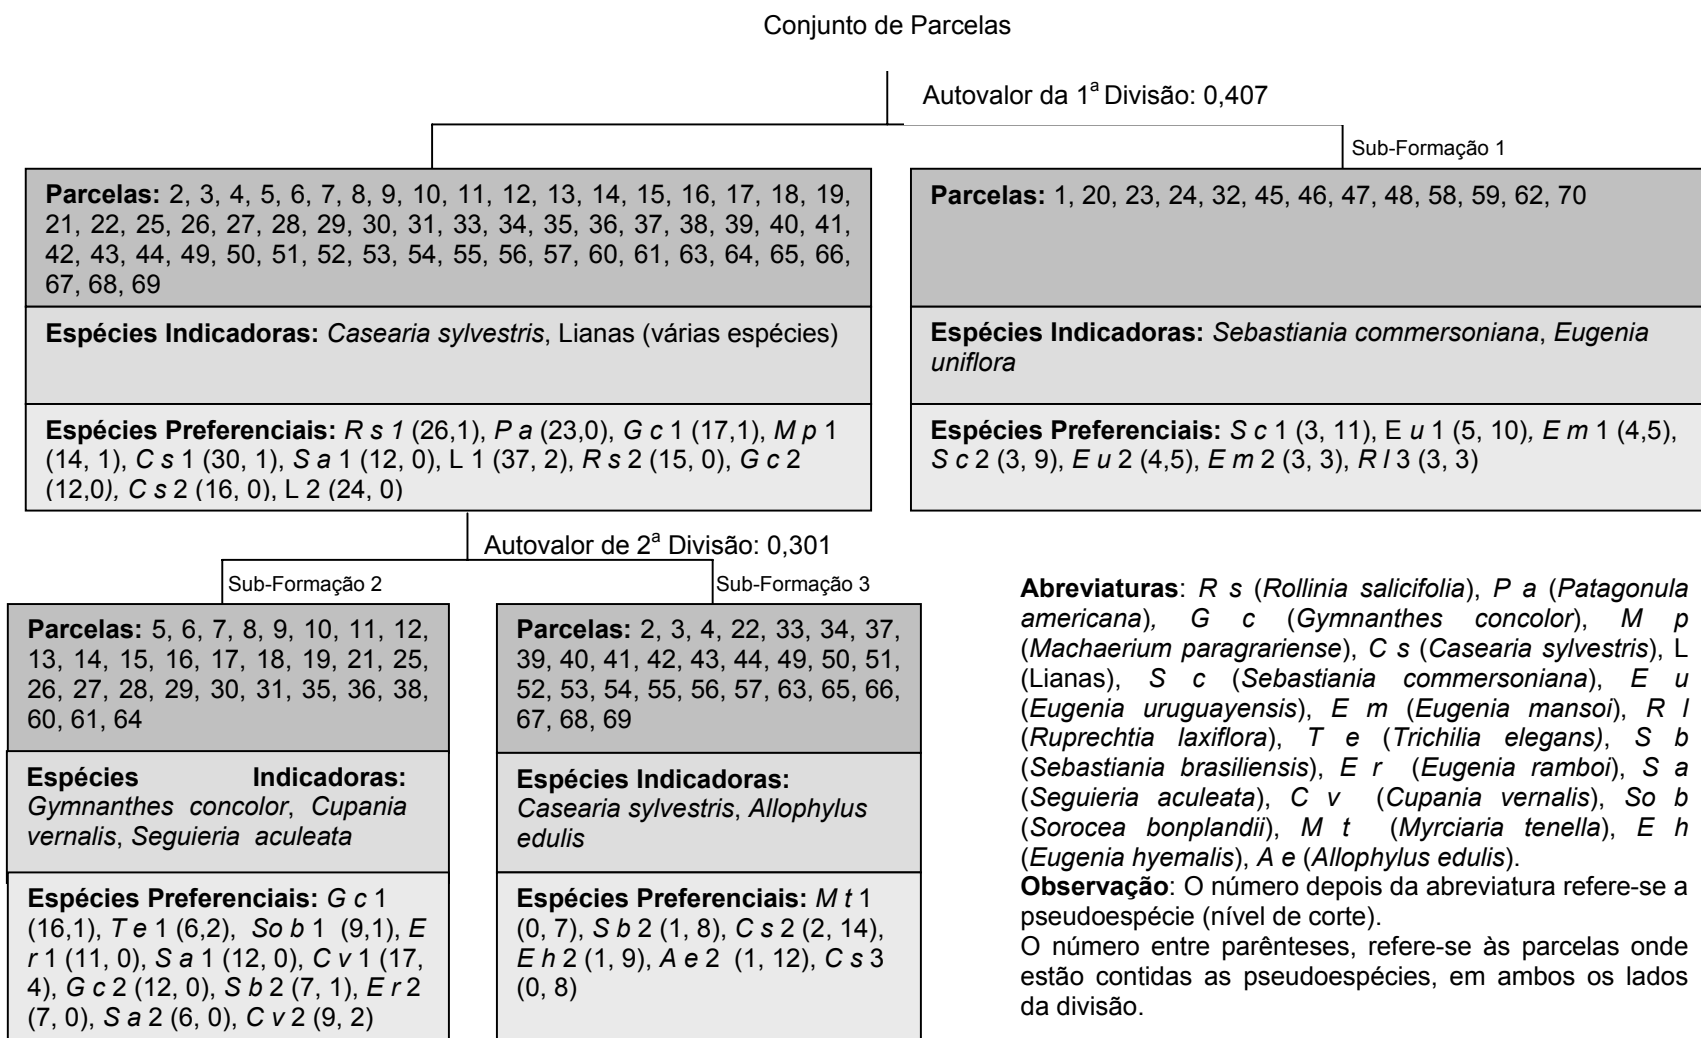 Conjunto de Parcelas
Autovalor da 1ª Divisão: 0,407
Sub-Formação 1
Parcelas: 2, 3, 4, 5, 6, 7, 8, 9, 10, 11, 12, 13, 14, 15, 16, 17, 18, 19,
21, 22, 25, 26, 27, 28, 29, 30, 31, 33, 34, 35, 36, 37, 38, 39, 40, 41,
42, 43, 44, 49, 50, 51, 52, 53, 54, 55, 56, 57, 60, 61, 63, 64, 65, 66,
67, 68, 69
Espécies Indicadoras: Casearia sylvestris, Lianas (várias espécies)
Espécies Preferenciais: R s 1 (26,1), P a (23,0), G c 1 (17,1), M p 1
(14, 1), C s 1 (30, 1), S a 1 (12, 0), L 1 (37, 2), R s 2 (15, 0), G c 2
(12,0), C s 2 (16, 0), L 2 (24, 0)
Parcelas: 1, 20, 23, 24, 32, 45, 46, 47, 48, 58, 59, 62, 70
Espécies Indicadoras: Sebastiania commersoniana, Eugenia
uniflora
Espécies Preferenciais: S c 1 (3, 11), E u 1 (5, 10), E m 1 (4,5),
S c 2 (3, 9), E u 2 (4,5), E m 2 (3, 3), R l 3 (3, 3)
Autovalor de 2ª Divisão: 0,301
Sub-Formação 2
Parcelas: 5, 6, 7, 8, 9, 10, 11, 12,
13, 14, 15, 16, 17, 18, 19, 21, 25,
26, 27, 28, 29, 30, 31, 35, 36, 38,
60, 61, 64
Espécies Indicadoras:
Gymnanthes concolor, Cupania
vernalis, Seguieria aculeata
Espécies Preferenciais: G c 1
(16,1), T e 1 (6,2), So b 1 (9,1), E
r 1 (11, 0), S a 1 (12, 0), C v 1 (17,
4), G c 2 (12, 0), S b 2 (7, 1), E r 2
(7, 0), S a 2 (6, 0), C v 2 (9, 2)
Sub-Formação 3
Parcelas: 2, 3, 4, 22, 33, 34, 37,
39, 40, 41, 42, 43, 44, 49, 50, 51,
52, 53, 54, 55, 56, 57, 63, 65, 66,
67, 68, 69
Espécies Indicadoras:
Casearia sylvestris, Allophylus
edulis
Espécies Preferenciais: M t 1
(0, 7), S b 2 (1, 8), C s 2 (2, 14),
E h 2 (1, 9), A e 2 (1, 12), C s 3
(0, 8)
Abreviaturas: R s (Rollinia salicifolia), P a (Patagonula
americana), G c (Gymnanthes concolor), M p
(Machaerium paragrariense), C s (Casearia sylvestris), L
(Lianas), S c (Sebastiania commersoniana), E u
(Eugenia uruguayensis), E m (Eugenia mansoi), R l
(Ruprechtia laxiflora), T e (Trichilia elegans), S b
(Sebastiania brasiliensis), E r (Eugenia ramboi), S a
(Seguieria aculeata), C v (Cupania vernalis), So b
(Sorocea bonplandii), M t (Myrciaria tenella), E h
(Eugenia hyemalis), A e (Allophylus edulis).
Observação: O número depois da abreviatura refere-se a
pseudoespécie (nível de corte).
O número entre parênteses, refere-se às parcelas onde
estão contidas as pseudoespécies, em ambos os lados
da divisão.